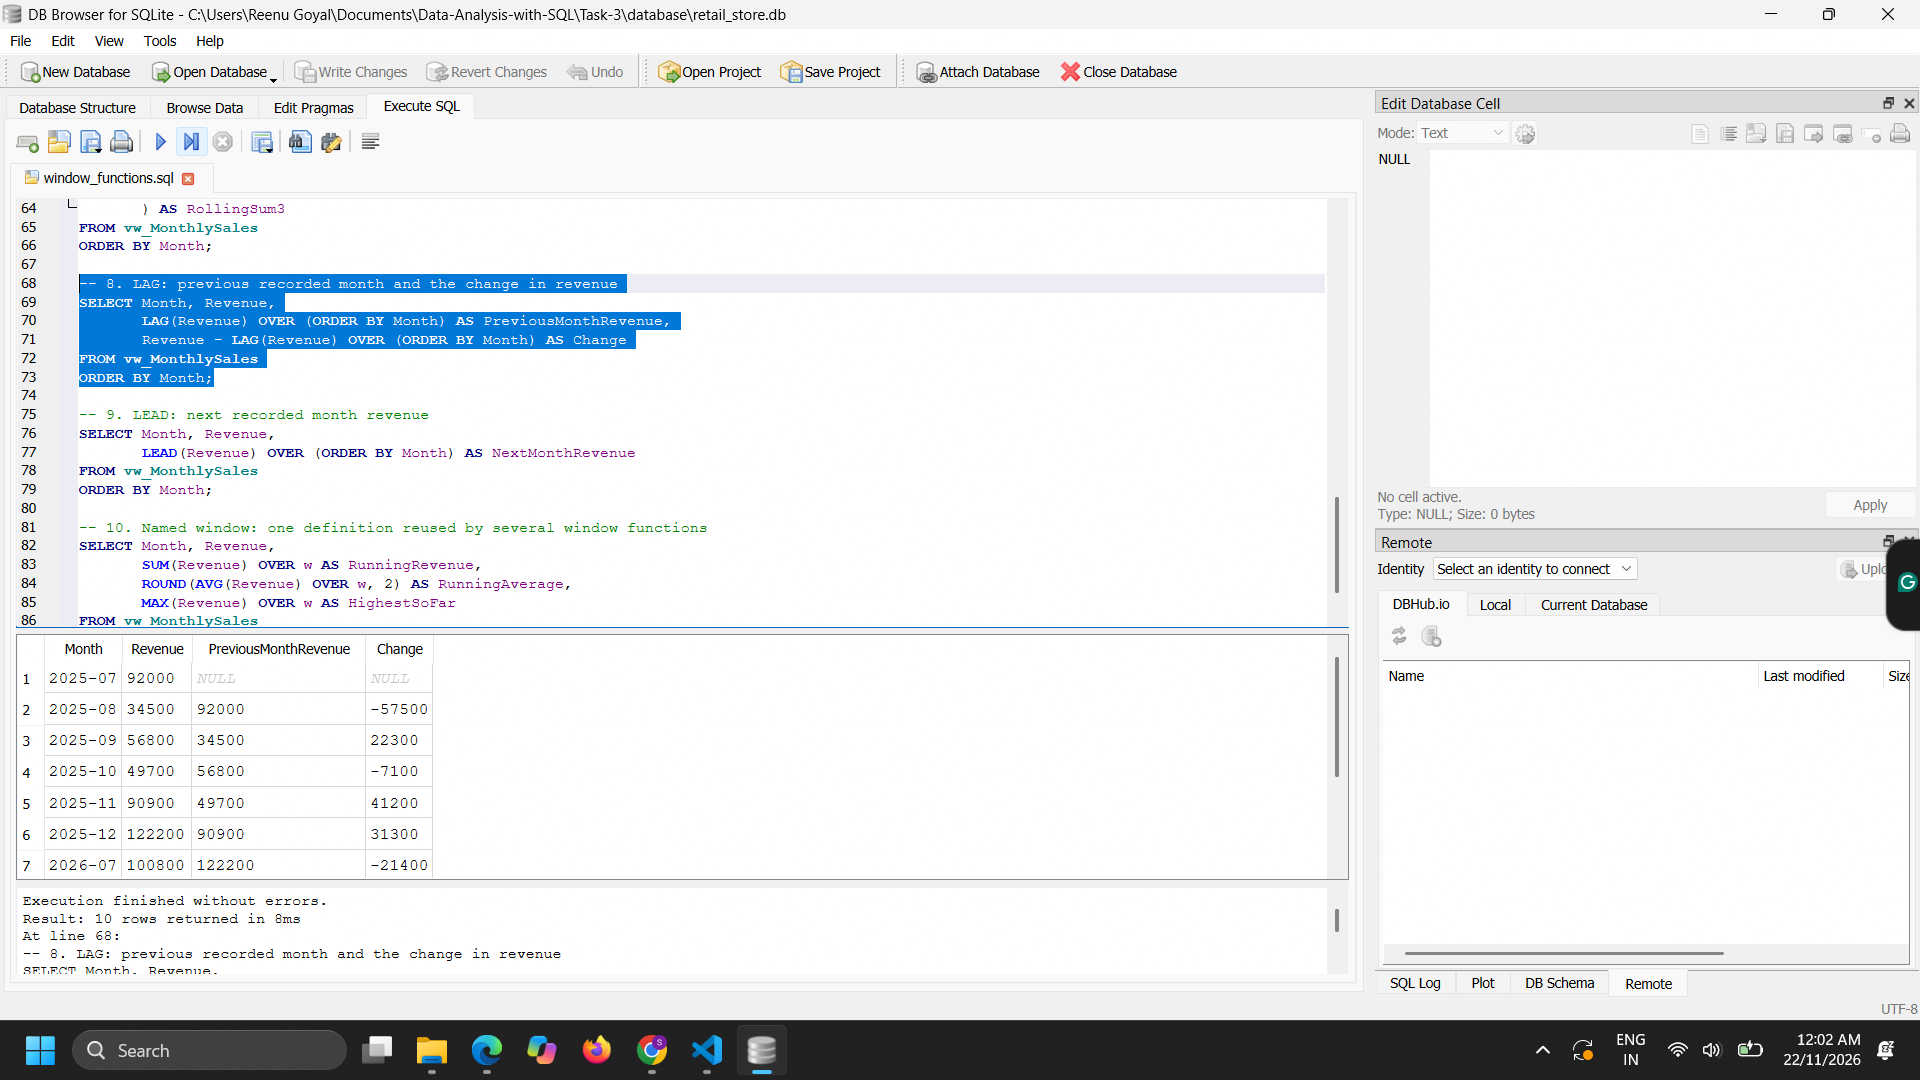 DB Browser for SQLite - C:\Users\Reenu Goyal\Documents\Data-Analysis-with-SQL\Task-3\database\retail_store.db
File Edit View Tools Help
New Database Open Database Write Changes Revert Changes Undo Open Project Save Project Attach Database Close Database
Database Structure Browse Data Edit Pragmas Execute SQL
window_functions.sql
64 ) AS RollingSum3
65 FROM vw_MonthlySales
66 ORDER BY Month;
67
68 -- 8. LAG: previous recorded month and the change in revenue
69 SELECT Month, Revenue,
70 LAG(Revenue) OVER (ORDER BY Month) AS PreviousMonthRevenue,
71 Revenue - LAG(Revenue) OVER (ORDER BY Month) AS Change
72 FROM vw_MonthlySales
73 ORDER BY Month;
74
75 -- 9. LEAD: next recorded month revenue
76 SELECT Month, Revenue,
77 LEAD(Revenue) OVER (ORDER BY Month) AS NextMonthRevenue
78 FROM vw_MonthlySales
79 ORDER BY Month;
80
81 -- 10. Named window: one definition reused by several window functions
82 SELECT Month, Revenue,
83 SUM(Revenue) OVER w AS RunningRevenue,
84 ROUND(AVG(Revenue) OVER w, 2) AS RunningAverage,
85 MAX(Revenue) OVER w AS HighestSoFar
86 FROM vw_MonthlySales
Month Revenue PreviousMonthRevenue Change
1 2025-07 92000 NULL NULL
2 2025-08 34500 92000 -57500
3 2025-09 56800 34500 22300
4 2025-10 49700 56800 -7100
5 2025-11 90900 49700 41200
6 2025-12 122200 90900 31300
7 2026-07 100800 122200 -21400
Execution finished without errors.
Result: 10 rows returned in 8ms
At line 68:
-- 8. LAG: previous recorded month and the change in revenue
SELECT Month, Revenue,
Edit Database Cell
Mode: Text
NULL
No cell active.
Type: NULL; Size: 0 bytes
Apply
Remote
Identity Select an identity to connect Uplo
DBHub.io Local Current Database
Name Last modified Size
SQL Log Plot DB Schema Remote
UTF-8
Search
ENG
IN
12:02 AM
22/11/2026